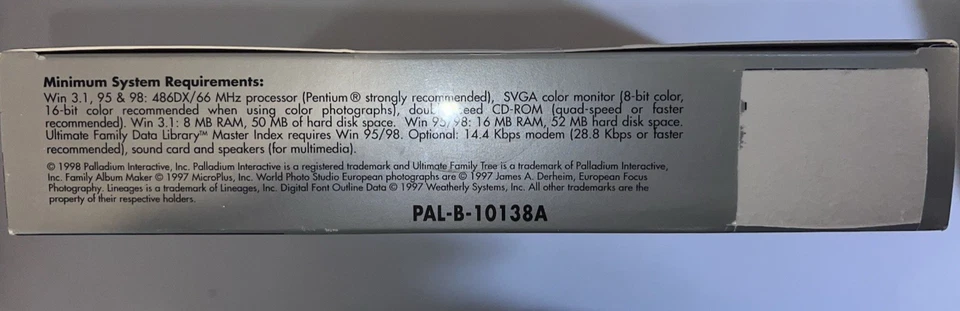 Minimum System Requirements:
Win 3.1, 95 & 98: 486DX/66 MHz processor (Pentium ® strongly recommended), SVGA color monitor (8-bit color,
16-bit color recommended when using color photographs), CD-ROM (quad-speed or faster
recommended). Win 3.1: 8 MB RAM, 50 MB of hard disk space. Win 95/98: 16 MB RAM, 52 MB hard disk space.
Ultimate Family Data Library™ Master Index requires Win 95/98. Optional: 14.4 Kbps modem (28.8 Kbps or faster
recommended), sound card and speakers (for multimedia).
© 1998 Palladium Interactive, Inc. Palladium Interactive is a registered trademark and Ultimate Family Tree is a trademark of Palladium Interactive,
Inc. Family Album Maker © 1997 MicroPlus, Inc. World Photo Studio European photographs are © 1997 James A. Derheim, European Focus
Photography. Lineages is a trademark of Lineages, Inc. Digital Font Outline Data © 1997 Weatherly Systems, Inc. All other trademarks are the
property of their respective holders.
PAL-B-10138A